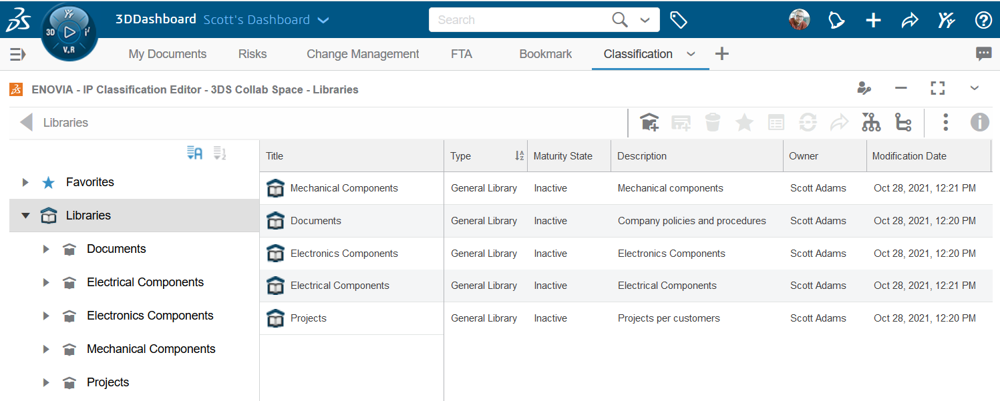 3DDashboard Scott's Dashboard
Search
3D
V.R
My Documents Risks Change Management FTA Bookmark Classification
ENOVIA - IP Classification Editor - 3DS Collab Space - Libraries
Libraries
Title Type Maturity State Description Owner Modification Date
Favorites
Libraries
Documents
Electrical Components
Electronics Components
Mechanical Components
Projects
Mechanical Components General Library Inactive Mechanical components Scott Adams Oct 28, 2021, 12:21 PM
Documents General Library Inactive Company policies and procedures Scott Adams Oct 28, 2021, 12:20 PM
Electronics Components General Library Inactive Electronics Components Scott Adams Oct 28, 2021, 12:20 PM
Electrical Components General Library Inactive Electrical Components Scott Adams Oct 28, 2021, 12:21 PM
Projects General Library Inactive Projects per customers Scott Adams Oct 28, 2021, 12:20 PM